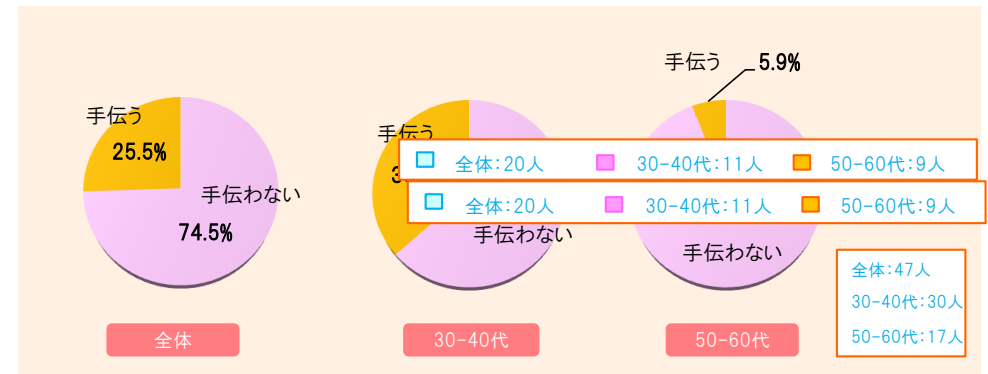 手伝う
25.5%
手伝わない
74.5%
全体
手伝う
手伝わない
30-40代
手伝う
5.9%
手伝わない
50-60代
全体:20人
30-40代:11人
50-60代:9人
全体:20人
30-40代:11人
50-60代:9人
全体:47人
30-40代:30人
50-60代:17人